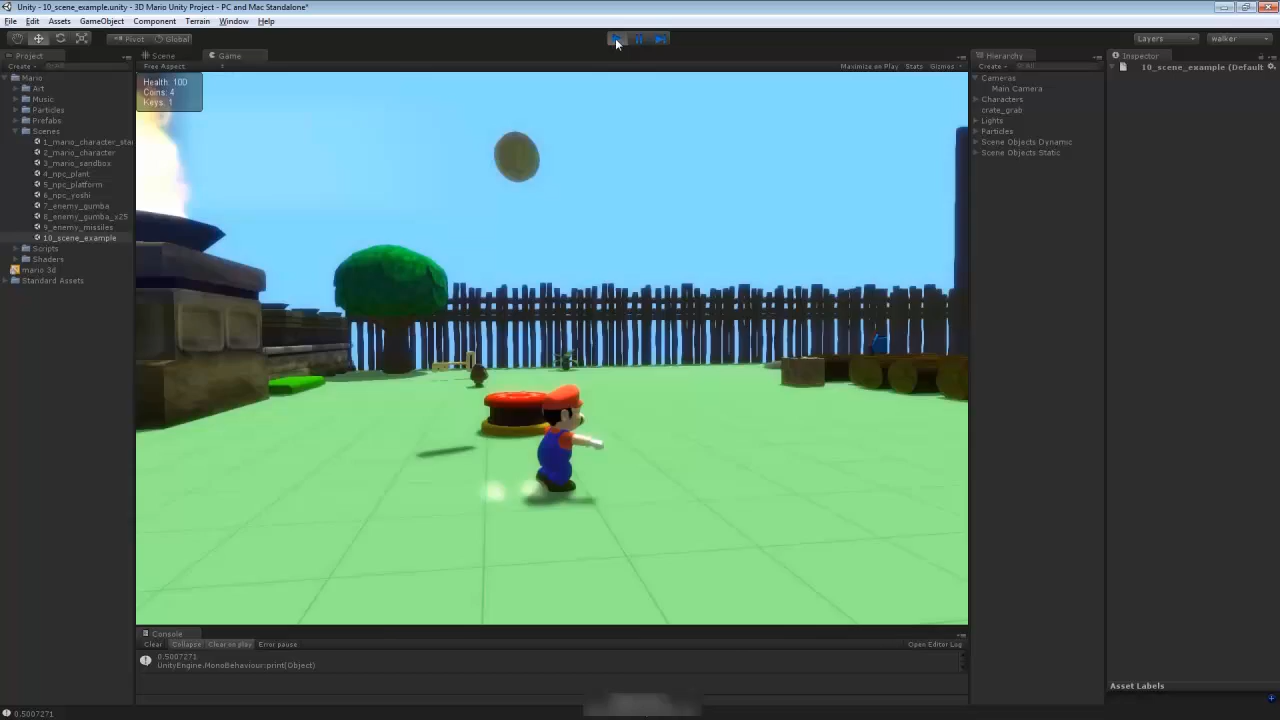 Unity - 10_scene_example.unity - 3D Mario Unity Project - PC and Mac Standalone*
File Edit Assets GameObject Component Terrain Window Help
Pivot Global
Layers walker
Project
Create All
Mario
Art
Music
Particles
Prefabs
Scenes
1_mario_character_star
2_mario_character
3_mario_sandbox
4_npc_plant
5_npc_platform
6_npc_yoshi
7_enemy_gumba
8_enemy_gumba_x25
9_enemy_missiles
10_scene_example
Scripts
Shaders
mario 3d
Standard Assets
Scene Game
Free Aspect
Maximize on Play Stats Gizmos
Health: 100
Coins: 4
Keys: 1
Hierarchy
Create All
Cameras
Main Camera
Characters
crate_grab
Lights
Particles
Scene Objects Dynamic
Scene Objects Static
Inspector
10_scene_example (Default
Asset Labels
Console
Clear Collapse Clear on play Error pause
Open Editor Log
0.5007271
UnityEngine.MonoBehaviour:print(Object)
0.5007271